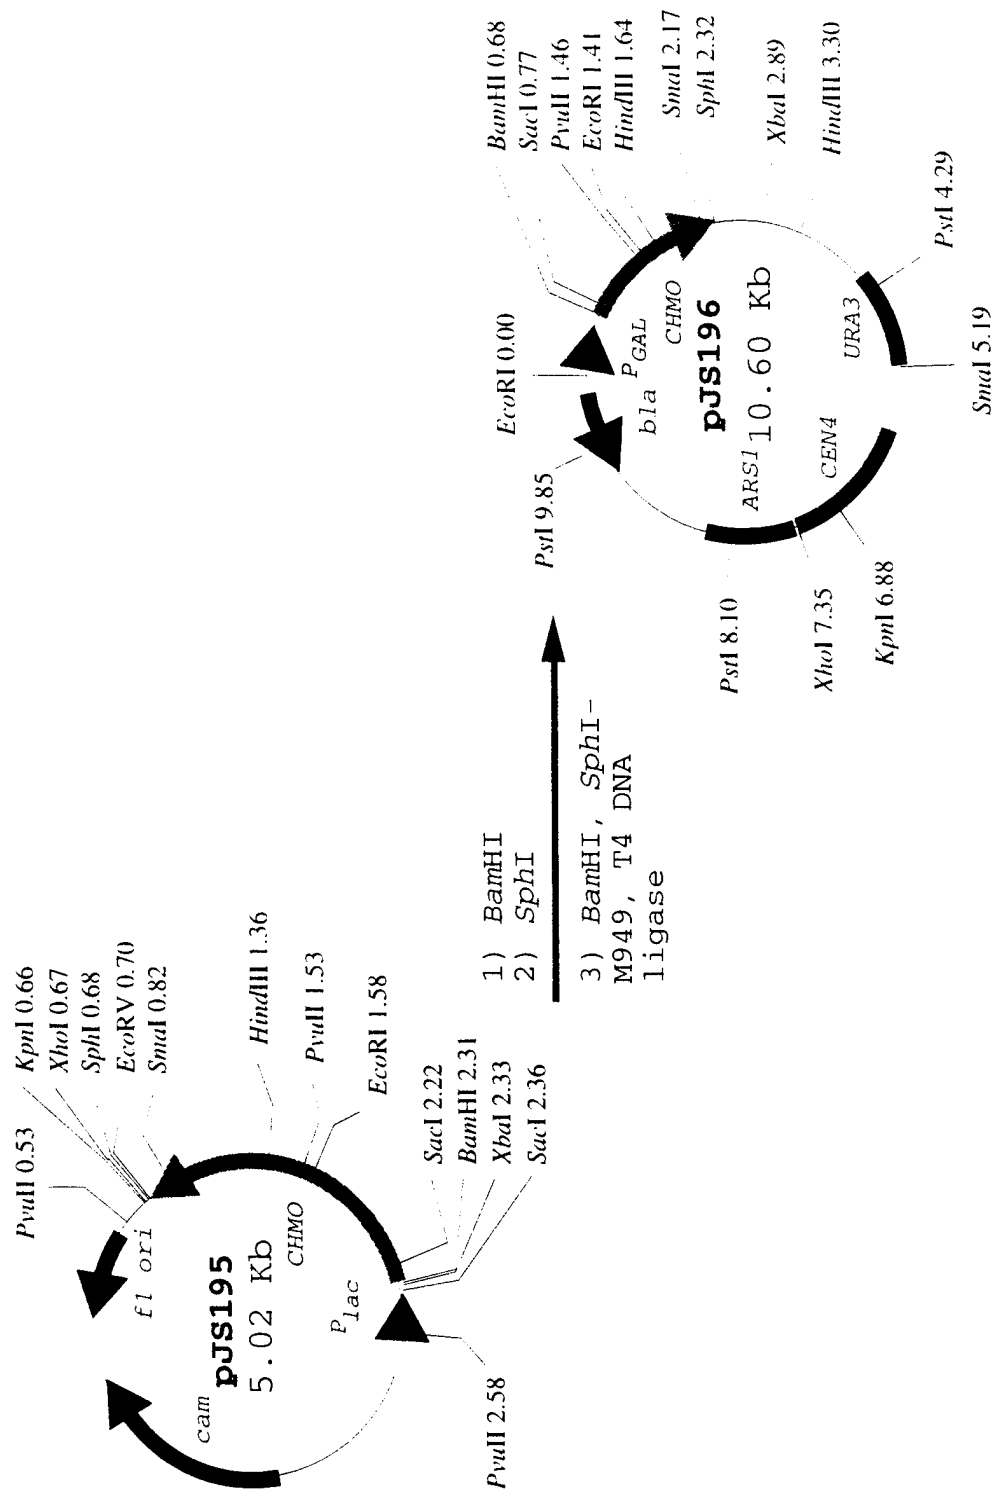 PvuII 0.53
KpnI 0.66
XhoI 0.67
SphI 0.68
EcoRV 0.70
SmaI 0.82
HindIII 1.36
PvuII 1.53
EcoRI 1.58
SacI 2.22
BamHI 2.31
XbaI 2.33
SacI 2.36
PvuII 2.58
fl ori
cam
pJS195
5.02 Kb
CHMO
Plac
1) BamHI
2) SphI
3) BamHI, SphI-
M949, T4 DNA
ligase
EcoRI 0.00
BamHI 0.68
SacI 0.77
PvuII 1.46
EcoRI 1.41
HindIII 1.64
SmaI 2.17
SphI 2.32
XbaI 2.89
HindIII 3.30
PstI 4.29
SmaI 5.19
KpnI 6.88
XhoI 7.35
PstI 8.10
PstI 9.85
bla
PGAL
CHMO
pJS196
10.60 Kb
ARS1
CEN4
URA3